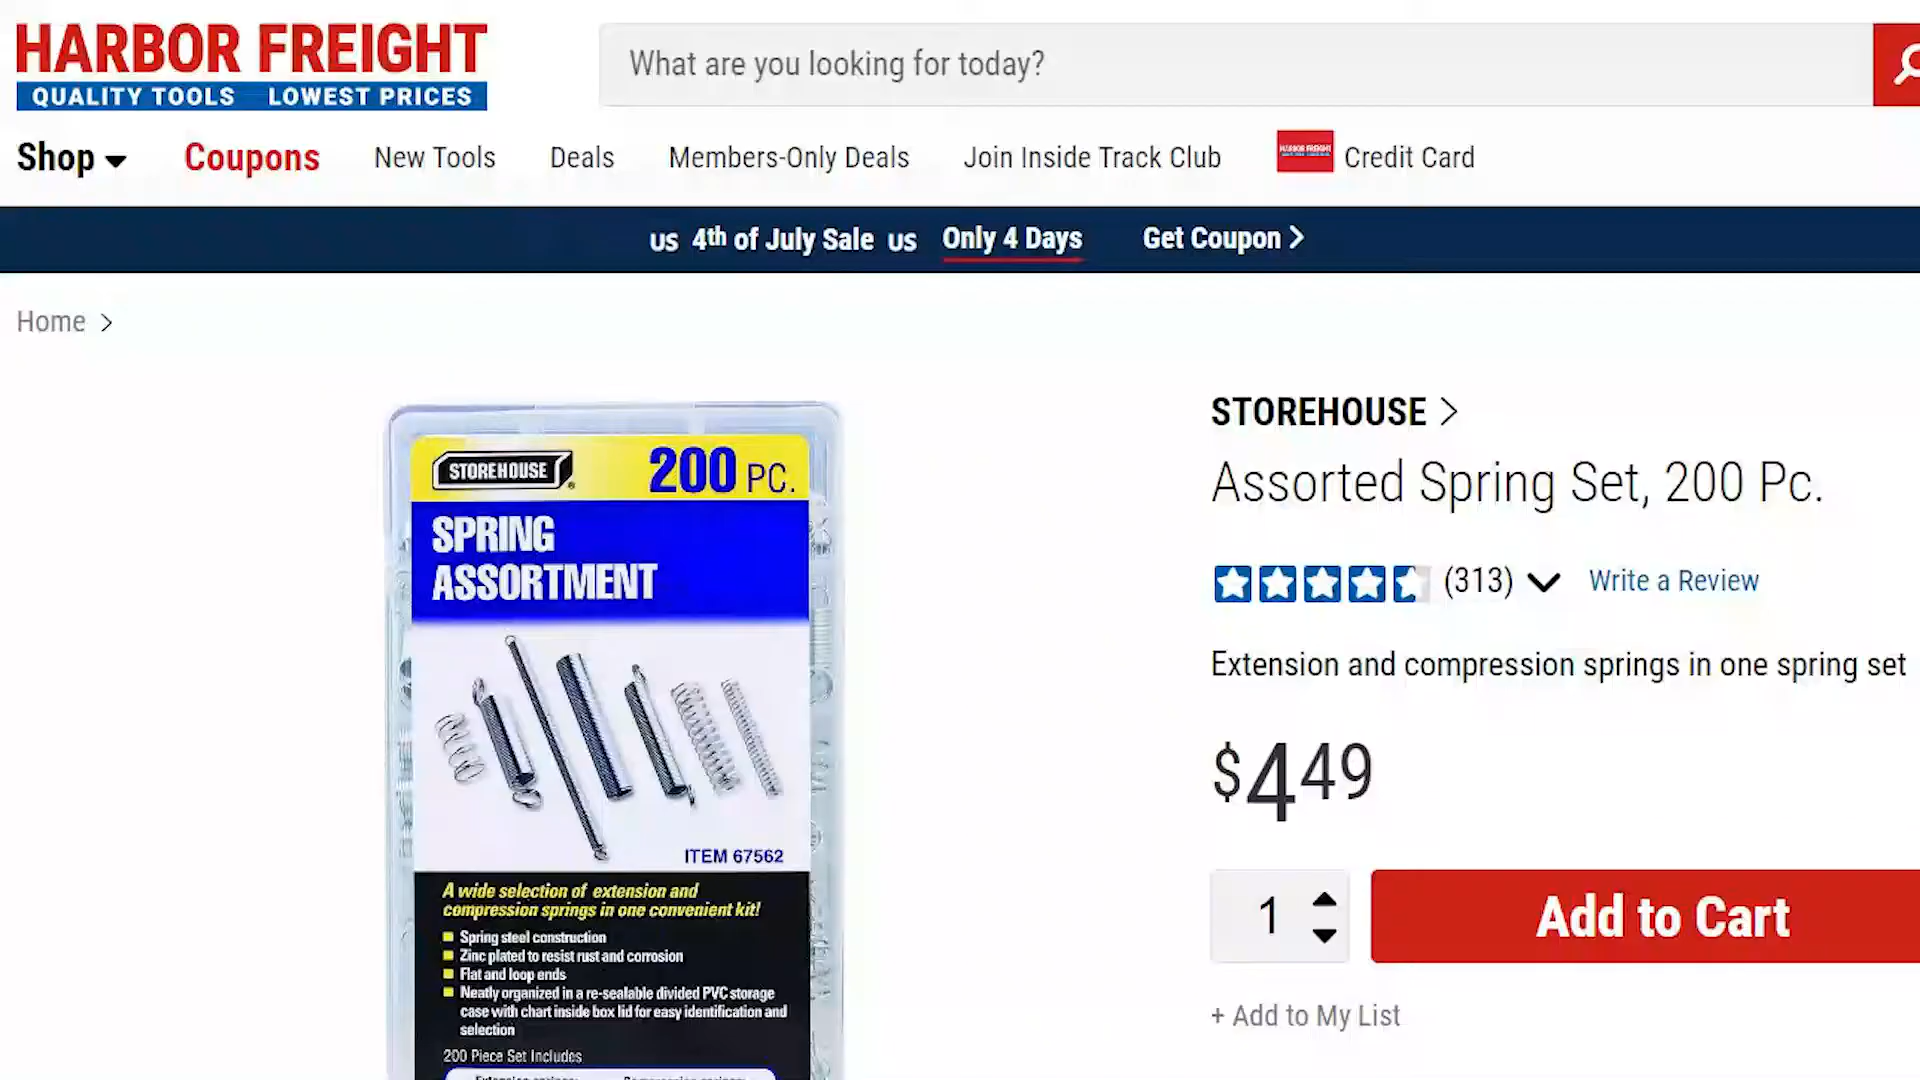 HARBOR FREIGHT
QUALITY TOOLS LOWEST PRICES
What are you looking for today?
Shop
Coupons
New Tools
Deals
Members-Only Deals
Join Inside Track Club
HARBOR FREIGHT
Credit Card
us 4th of July Sale us Only 4 Days Get Coupon
Home
STOREHOUSE
200 PC.
SPRING
ASSORTMENT
ITEM 67562
A wide selection of extension and
compression springs in one convenient kit!
Spring steel construction
Zinc plated to resist rust and corrosion
Flat and loop ends
Neatly organized in a re-sealable divided PVC storage
case with chart inside box lid for easy identification and
selection
200 Piece Set Includes
STOREHOUSE
Assorted Spring Set, 200 Pc.
(313)
Write a Review
Extension and compression springs in one spring set
$4 49
1
Add to Cart
+ Add to My List